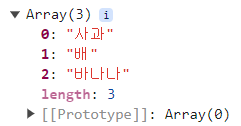 ▼ Array(3) i
0: "사과"
1: "배"
2: "바나나"
length: 3
▶ [[Prototype]]: Array(0)